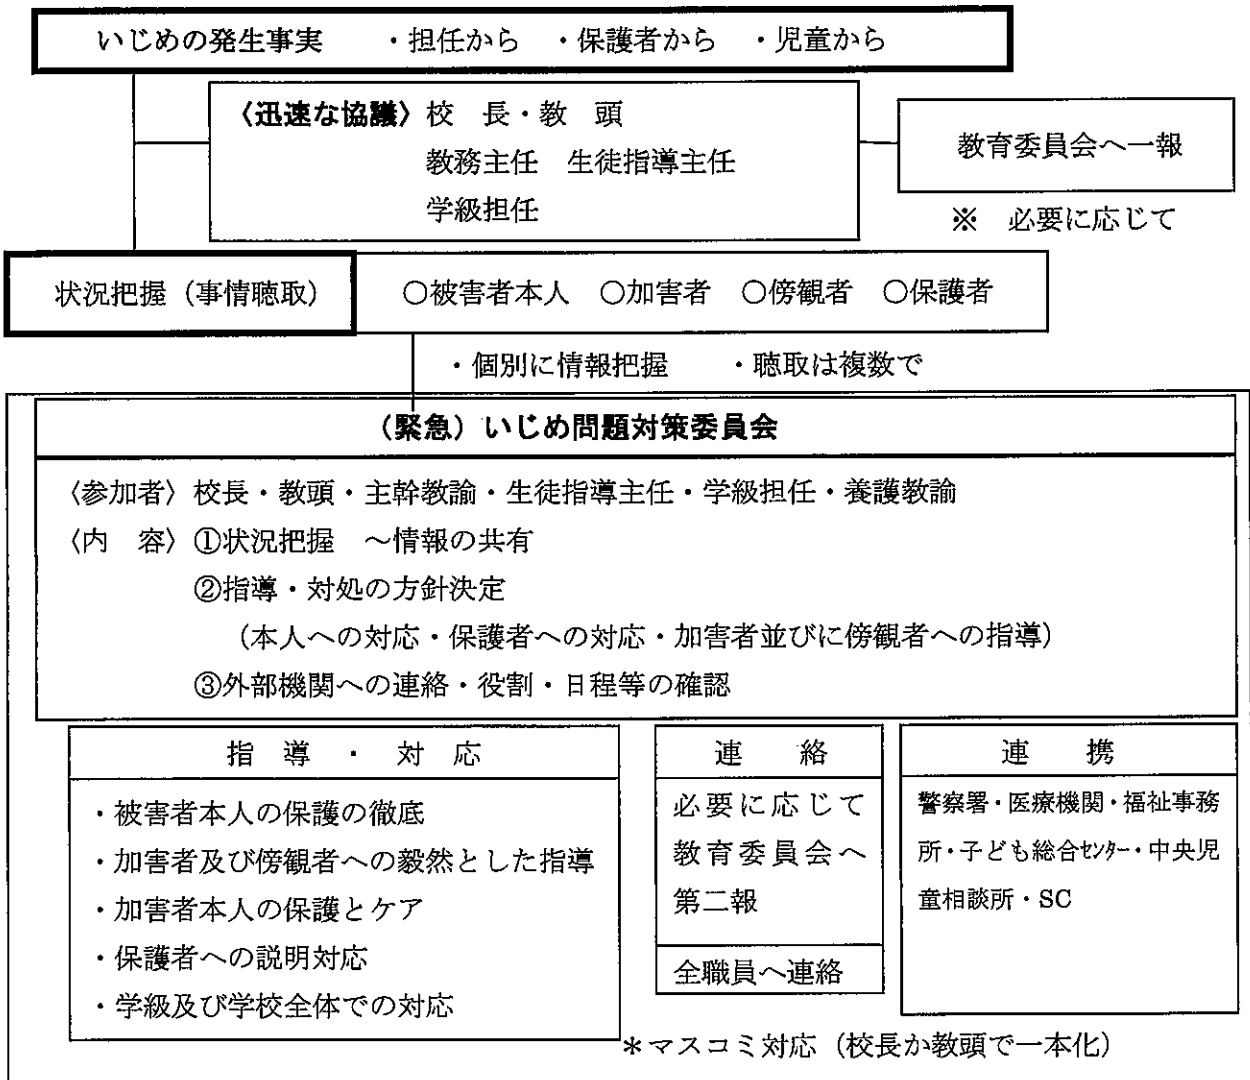 いじめの発生事実　　・担任から　・保護者から　・児童から
〈迅速な協議〉校　長・教　頭
教務主任　生徒指導主任
学級担任
教育委員会へ一報
※　必要に応じて
状況把握（事情聴取）　　○被害者本人　○加害者　○傍観者　○保護者
・個別に情報把握　　・聴取は複数で
（緊急）いじめ問題対策委員会
〈参加者〉校長・教頭・主幹教諭・生徒指導主任・学級担任・養護教諭
〈内　容〉①状況把握　～情報の共有
②指導・対処の方針決定
（本人への対応・保護者への対応・加害者並びに傍観者への指導）
③外部機関への連絡・役割・日程等の確認
指　導　・　対　応
・被害者本人の保護の徹底
・加害者及び傍観者への毅然とした指導
・加害者本人の保護とケア
・保護者への説明対応
・学級及び学校全体での対応
連　　絡
必要に応じて
教育委員会へ
第二報
全職員へ連絡
連　　携
警察署・医療機関・福祉事務
所・子ども総合センター・中央児
童相談所・SC
＊マスコミ対応（校長か教頭で一本化）